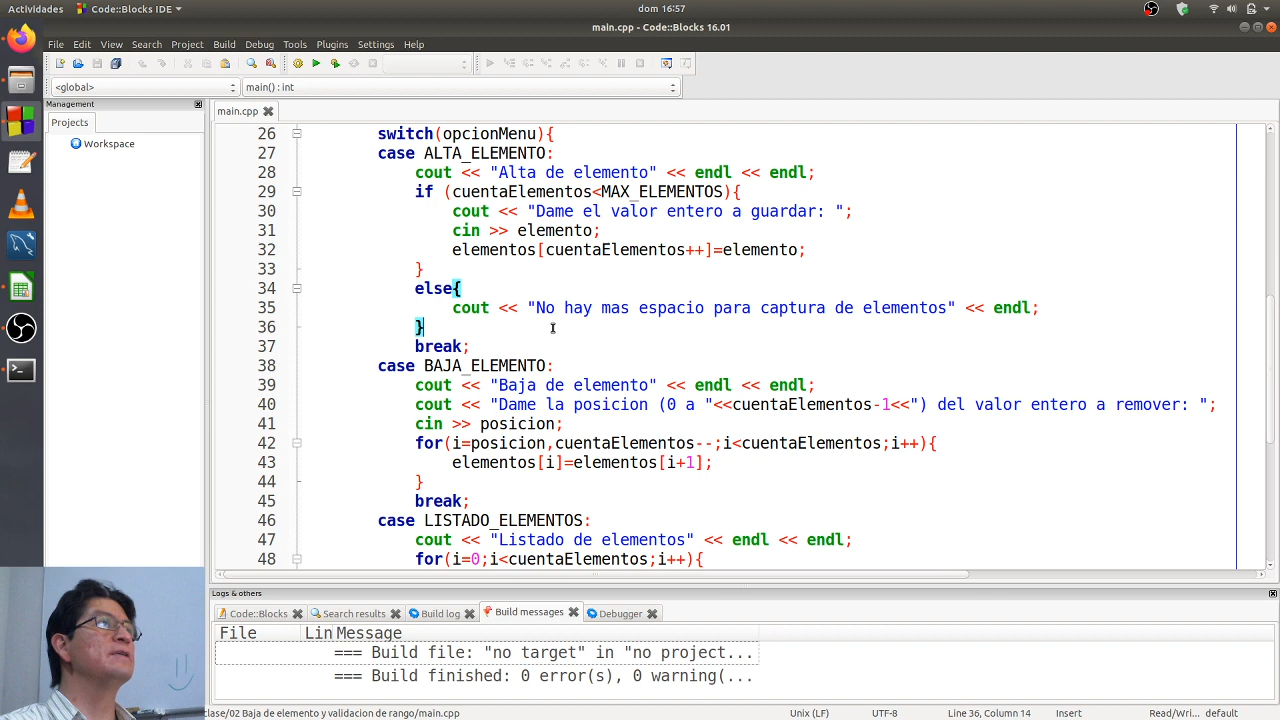 Actividades
Code::Blocks IDE
dom 16:57
main.cpp - Code::Blocks 16.01
File Edit View Search Project Build Debug Tools Plugins Settings Help
<global>
main() : int
Management
main.cpp
Projects
Workspace
26 switch(opcionMenu){
27 case ALTA_ELEMENTO:
28 cout << "Alta de elemento" << endl << endl;
29 if (cuentaElementos<MAX_ELEMENTOS){
30 cout << "Dame el valor entero a guardar: ";
31 cin >> elemento;
32 elementos[cuentaElementos++]=elemento;
33 }
34 else{
35 cout << "No hay mas espacio para captura de elementos" << endl;
36 }
37 break;
38 case BAJA_ELEMENTO:
39 cout << "Baja de elemento" << endl << endl;
40 cout << "Dame la posicion (0 a "<<cuentaElementos-1<<") del valor entero a remover: ";
41 cin >> posicion;
42 for(i=posicion,cuentaElementos--;i<cuentaElementos;i++){
43 elementos[i]=elementos[i+1];
44 }
45 break;
46 case LISTADO_ELEMENTOS:
47 cout << "Listado de elementos" << endl << endl;
48 for(i=0;i<cuentaElementos;i++){
Logs & others
Code::Blocks Search results Build log Build messages Debugger
File Lin Message
=== Build file: "no target" in "no project...
=== Build finished: 0 error(s), 0 warning(...
clase/02 Baja de elemento y validacion de rango/main.cpp
Unix (LF)
UTF-8
Line 36, Column 14
Insert
Read/Wri...
default